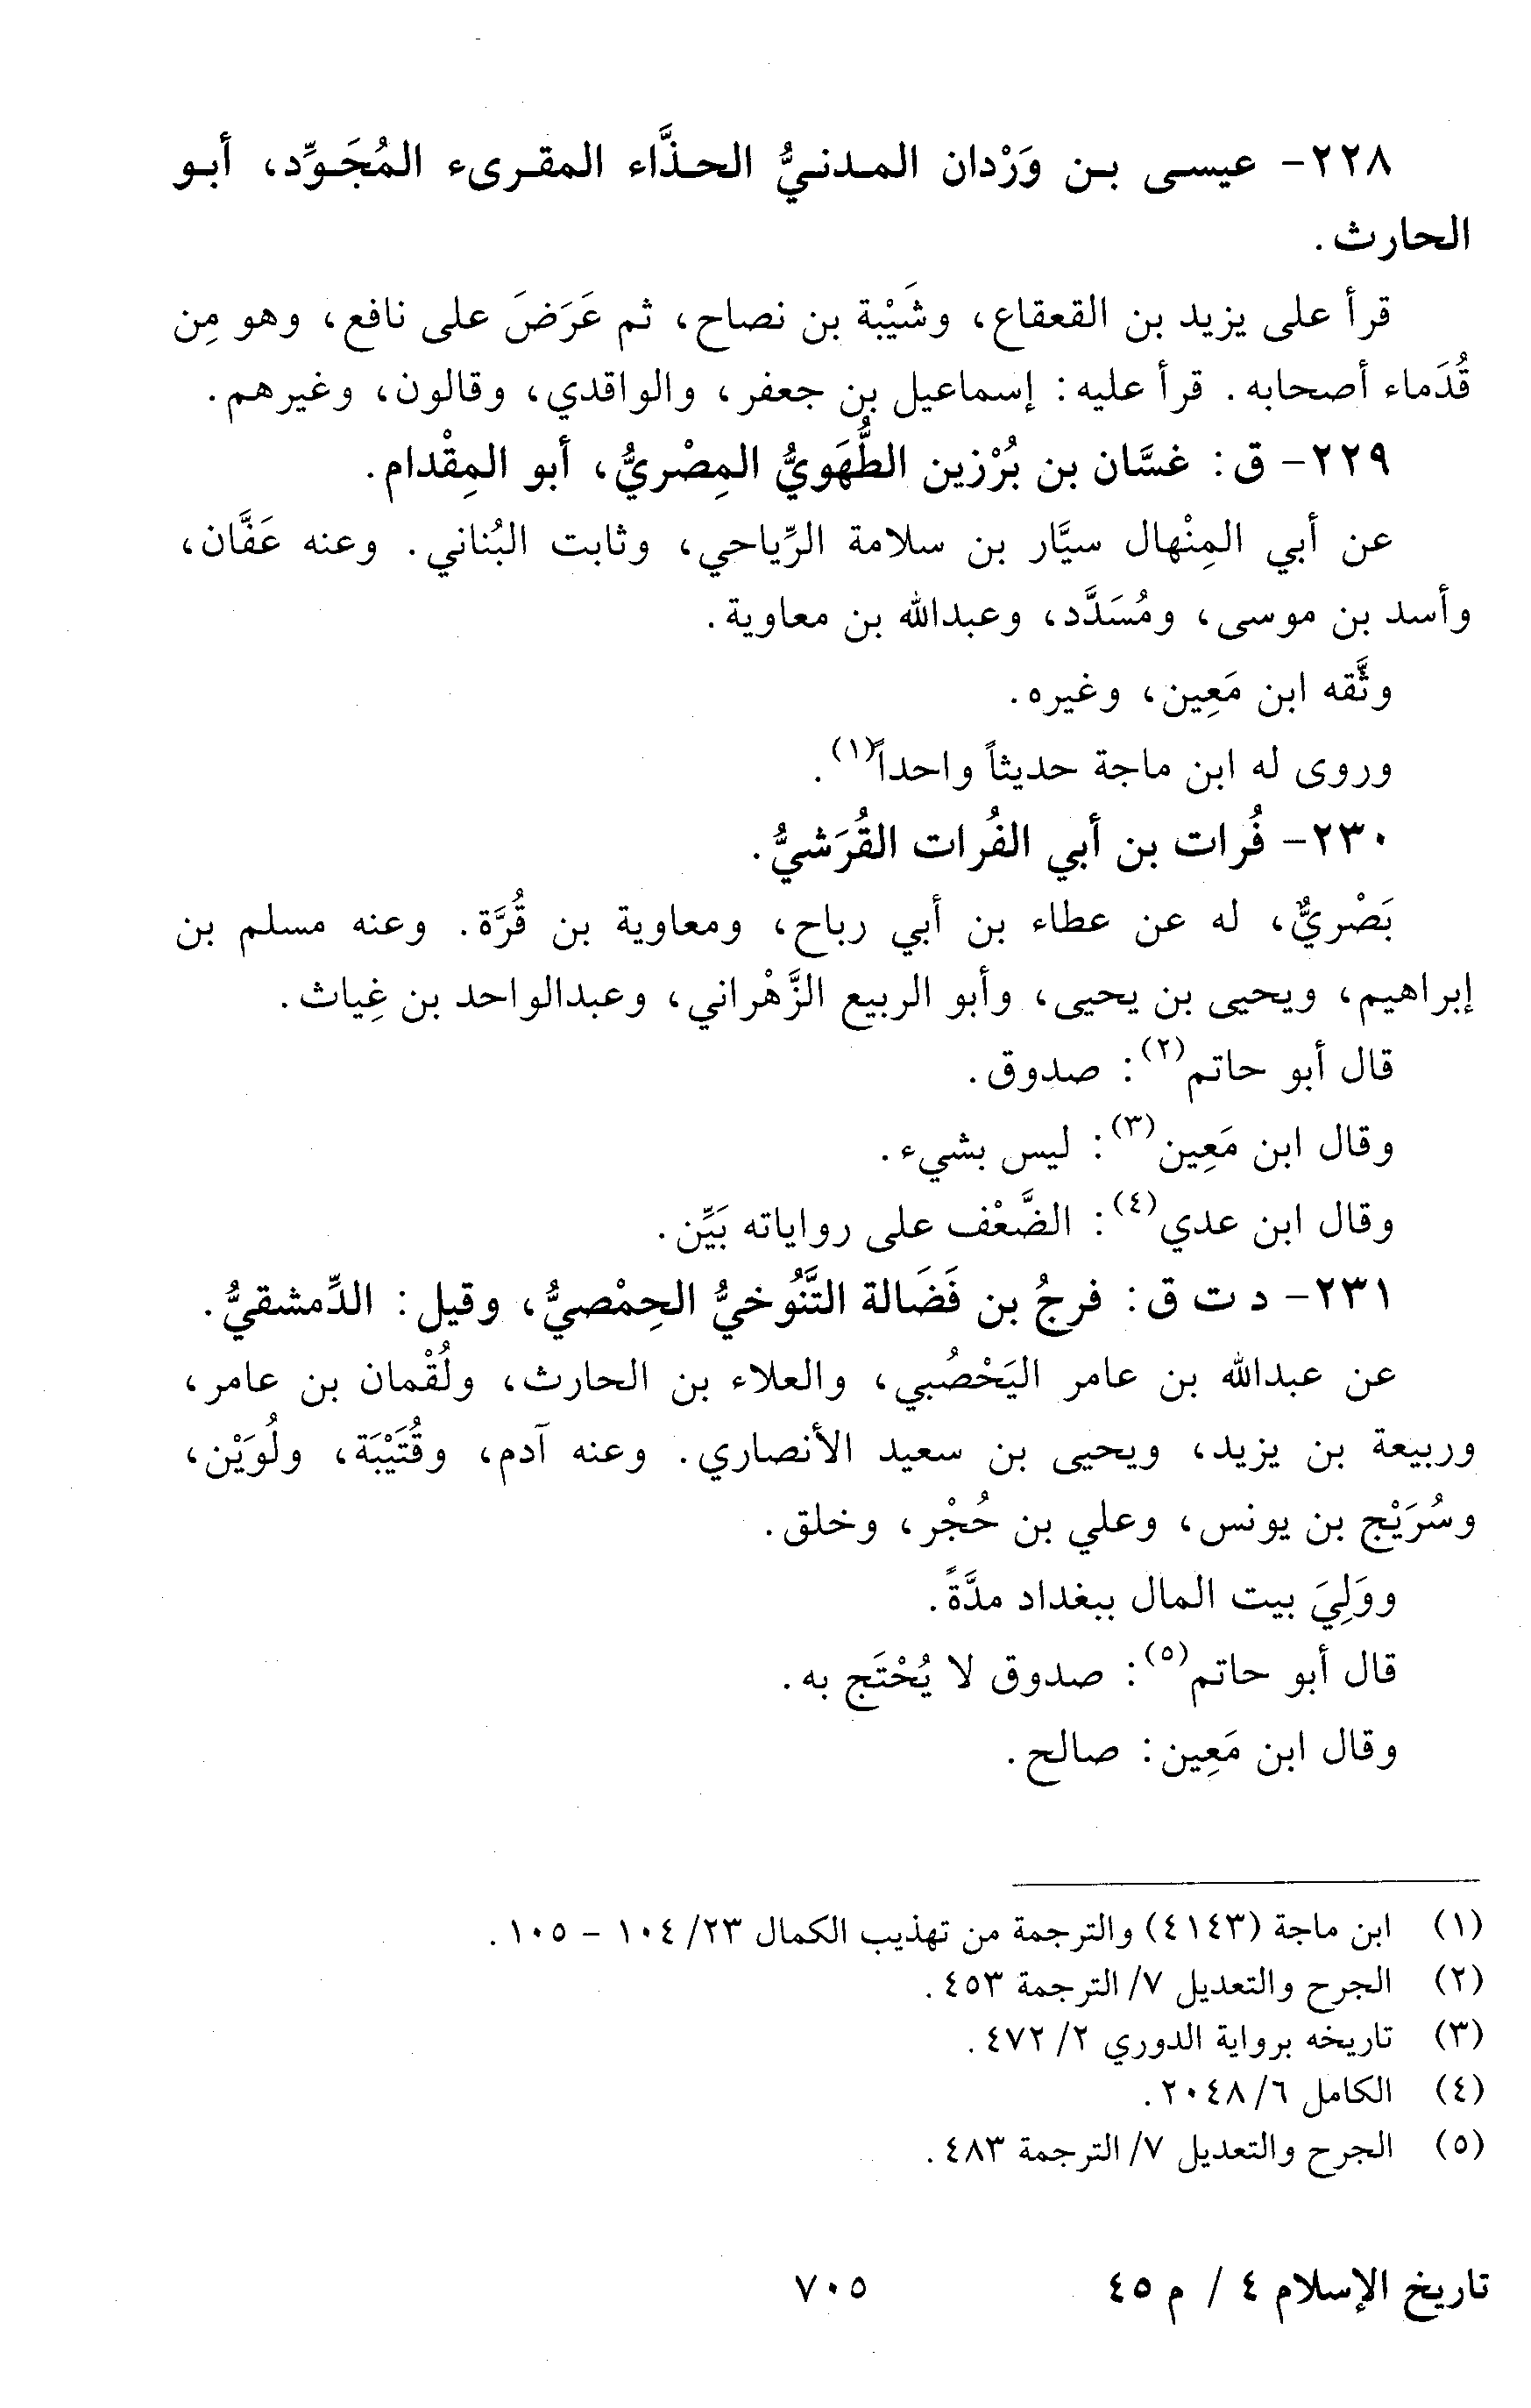 ٢٢٨- عيسى بن وَرْدان المدنيُّ الحذَّاء المقرىء المُجَوِّد، أبو
الحارث.
قرأ على يزيد بن القعقاع، وشَيْبة بن نصاح، ثم عَرَضَ على نافع، وهو مِن
قُدَماء أصحابه. قرأ عليه: إسماعيل بن جعفر، والواقدي، وقالون، وغيرهم.
٢٢٩- ق: غسَّان بن بُرْزين الطُّهَويُّ المِصْريُّ، أبو المِقْدام.
عن أبي المِنْهال سيَّار بن سلامة الرِّياحي، وثابت البُناني. وعنه عَفَّان،
وأسد بن موسى، ومُسَدَّد، وعبدالله بن معاوية.
وثَّقه ابن مَعِين، وغيره.
وروى له ابن ماجة حديثاً واحداً(١).
٢٣٠- فُرات بن أبي الفُرات القُرَشيُّ.
بَصْريٌّ، له عن عطاء بن أبي رباح، ومعاوية بن قُرَّة. وعنه مسلم بن
إبراهيم، ويحيى بن يحيى، وأبو الربيع الزَّهْراني، وعبدالواحد بن غِياث.
قال أبو حاتم(٢): صدوق.
وقال ابن مَعِين(٣): ليس بشيء.
وقال ابن عدي(٤): الضَّعْف على رواياته بَيِّن.
٢٣١- د ت ق: فرجُ بن فَضَالة التَّنُوخيُّ الحِمْصيُّ، وقيل: الدِّمشقيُّ.
عن عبدالله بن عامر اليَحْصُبي، والعلاء بن الحارث، ولُقْمان بن عامر،
وربيعة بن يزيد، ويحيى بن سعيد الأنصاري. وعنه آدم، وقُتَيْبَة، ولُوَيْن،
وسُرَيْج بن يونس، وعلي بن حُجْر، وخلق.
ووَلِيَ بيت المال ببغداد مدَّةً.
قال أبو حاتم(٥): صدوق لا يُحْتَج به.
وقال ابن مَعِين: صالح.
(١) ابن ماجة (٤١٤٣) والترجمة من تهذيب الكمال ٢٣/ ١٠٤ - ١٠٥.
(٢) الجرح والتعديل ٧/ الترجمة ٤٥٣.
(٣) تاريخه برواية الدوري ٢/ ٤٧٢.
(٤) الكامل ٦/ ٢٠٤٨.
(٥) الجرح والتعديل ٧/ الترجمة ٤٨٣.
تاريخ الإسلام ٤ / م ٤٥ ٧٠٥